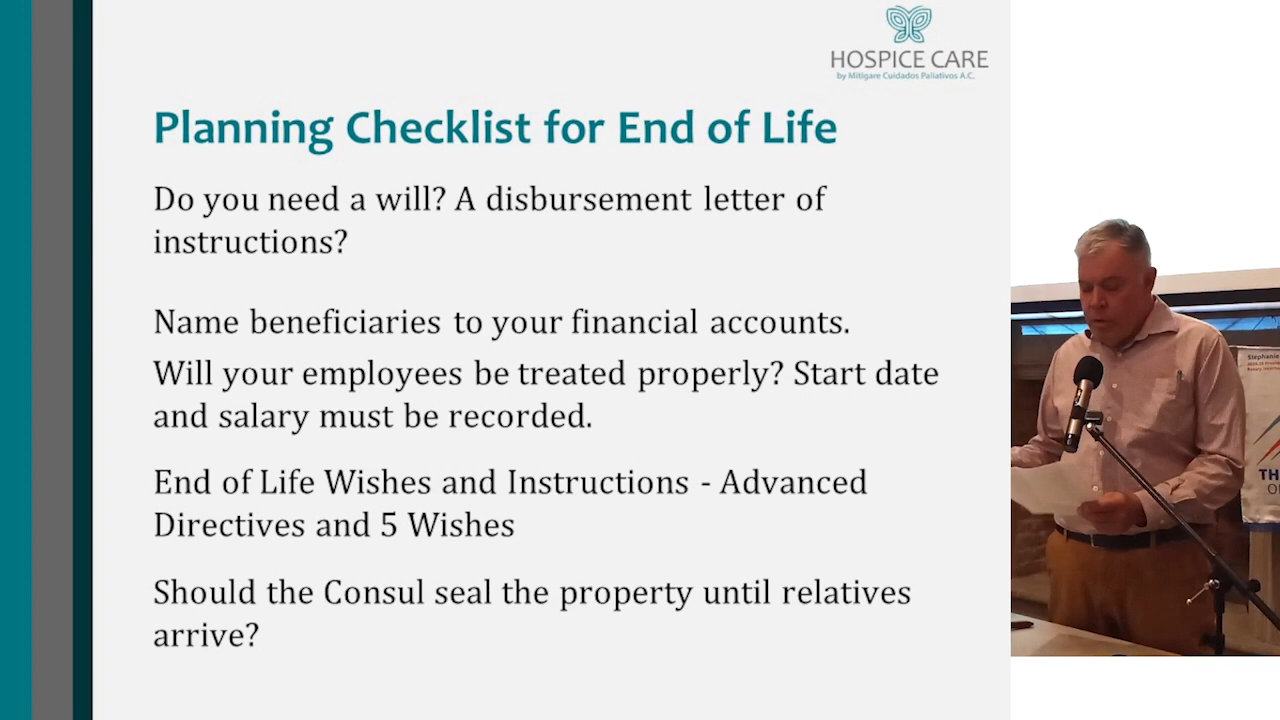 HOSPICE CARE
by Mitigare Cuidados Paliativos A.C.
Planning Checklist for End of Life
Do you need a will? A disbursement letter of
instructions?
Name beneficiaries to your financial accounts.
Will your employees be treated properly? Start date
and salary must be recorded.
End of Life Wishes and Instructions - Advanced
Directives and 5 Wishes
Should the Consul seal the property until relatives
arrive?
Stephanie
TH